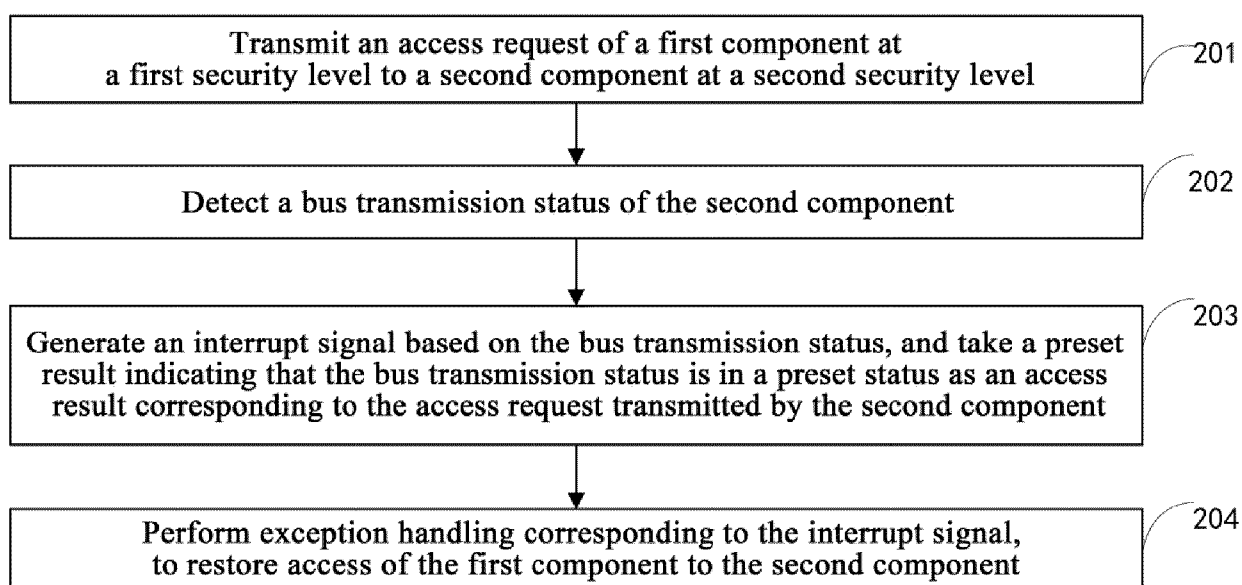 Transmit an access request of a first component at
a first security level to a second component at a second security level
201
Detect a bus transmission status of the second component
202
Generate an interrupt signal based on the bus transmission status, and take a preset
result indicating that the bus transmission status is in a preset status as an access
result corresponding to the access request transmitted by the second component
203
Perform exception handling corresponding to the interrupt signal,
to restore access of the first component to the second component
204